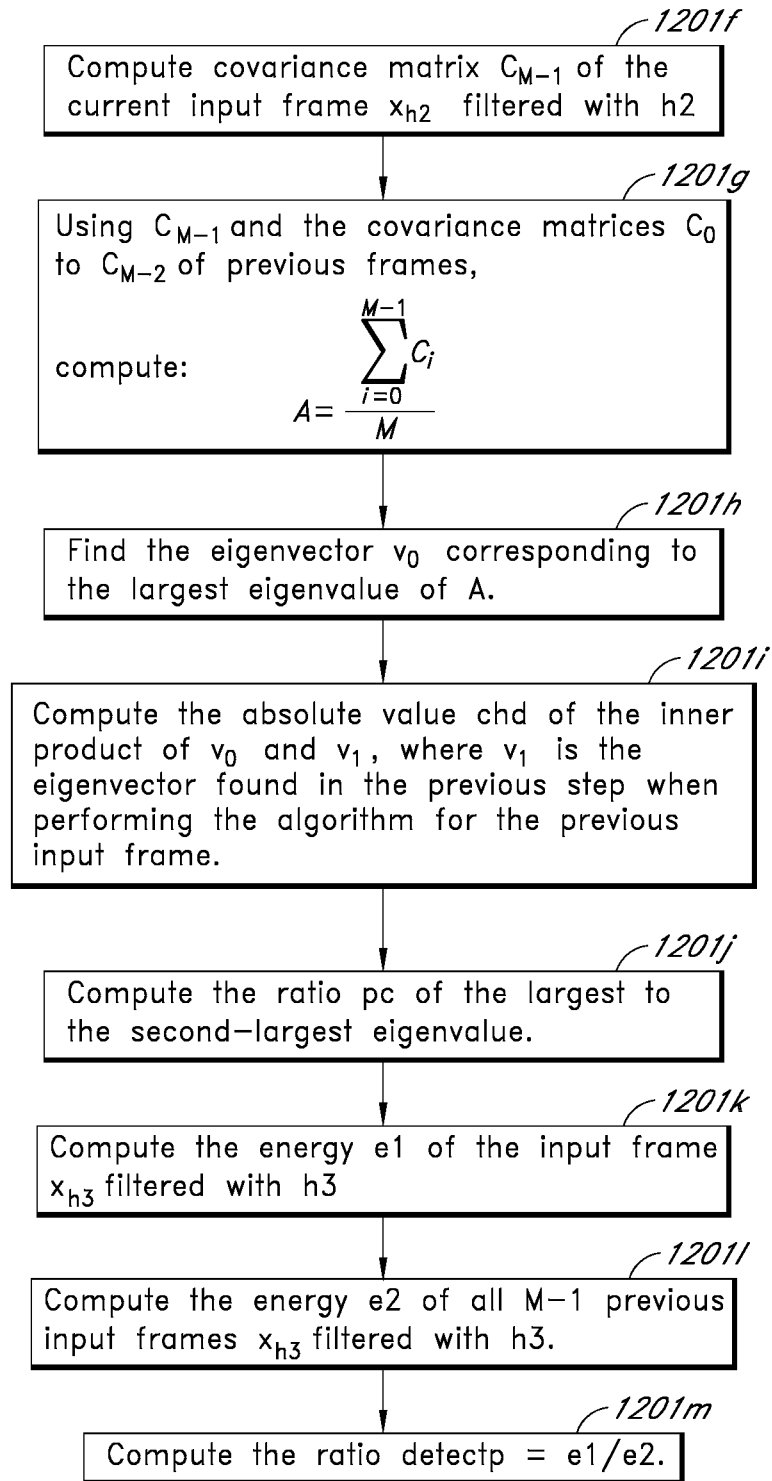 1201f
Compute covariance matrix C_{M-1} of the
current input frame x_{h2} filtered with h2
1201g
Using C_{M-1} and the covariance matrices C_0
to C_{M-2} of previous frames,
compute:
A = \frac{\sum_{i=0}^{M-1} C_i}{M}
1201h
Find the eigenvector v_0 corresponding to
the largest eigenvalue of A.
1201i
Compute the absolute value chd of the inner
product of v_0 and v_1, where v_1 is the
eigenvector found in the previous step when
performing the algorithm for the previous
input frame.
1201j
Compute the ratio pc of the largest to
the second-largest eigenvalue.
1201k
Compute the energy e1 of the input frame
x_{h3} filtered with h3
1201l
Compute the energy e2 of all M-1 previous
input frames x_{h3} filtered with h3.
1201m
Compute the ratio detectp = e1/e2.